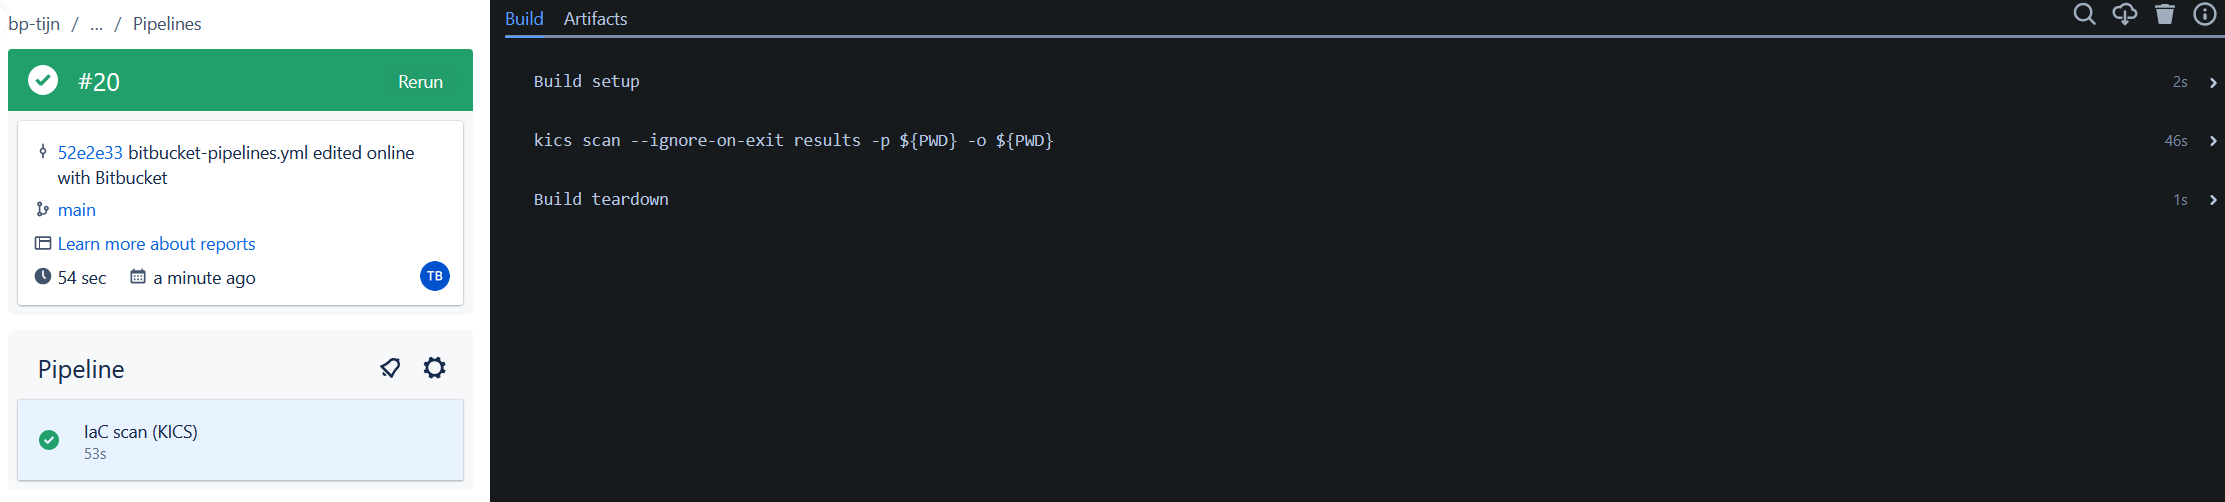 bp-tijn / ... / Pipelines
#20
Rerun
52e2e33 bitbucket-pipelines.yml edited online
with Bitbucket
main
Learn more about reports
54 sec a minute ago
TB
Pipeline
IaC scan (KICS)
53s
Build Artifacts
Build setup 2s
kics scan --ignore-on-exit results -p ${PWD} -o ${PWD} 46s
Build teardown 1s